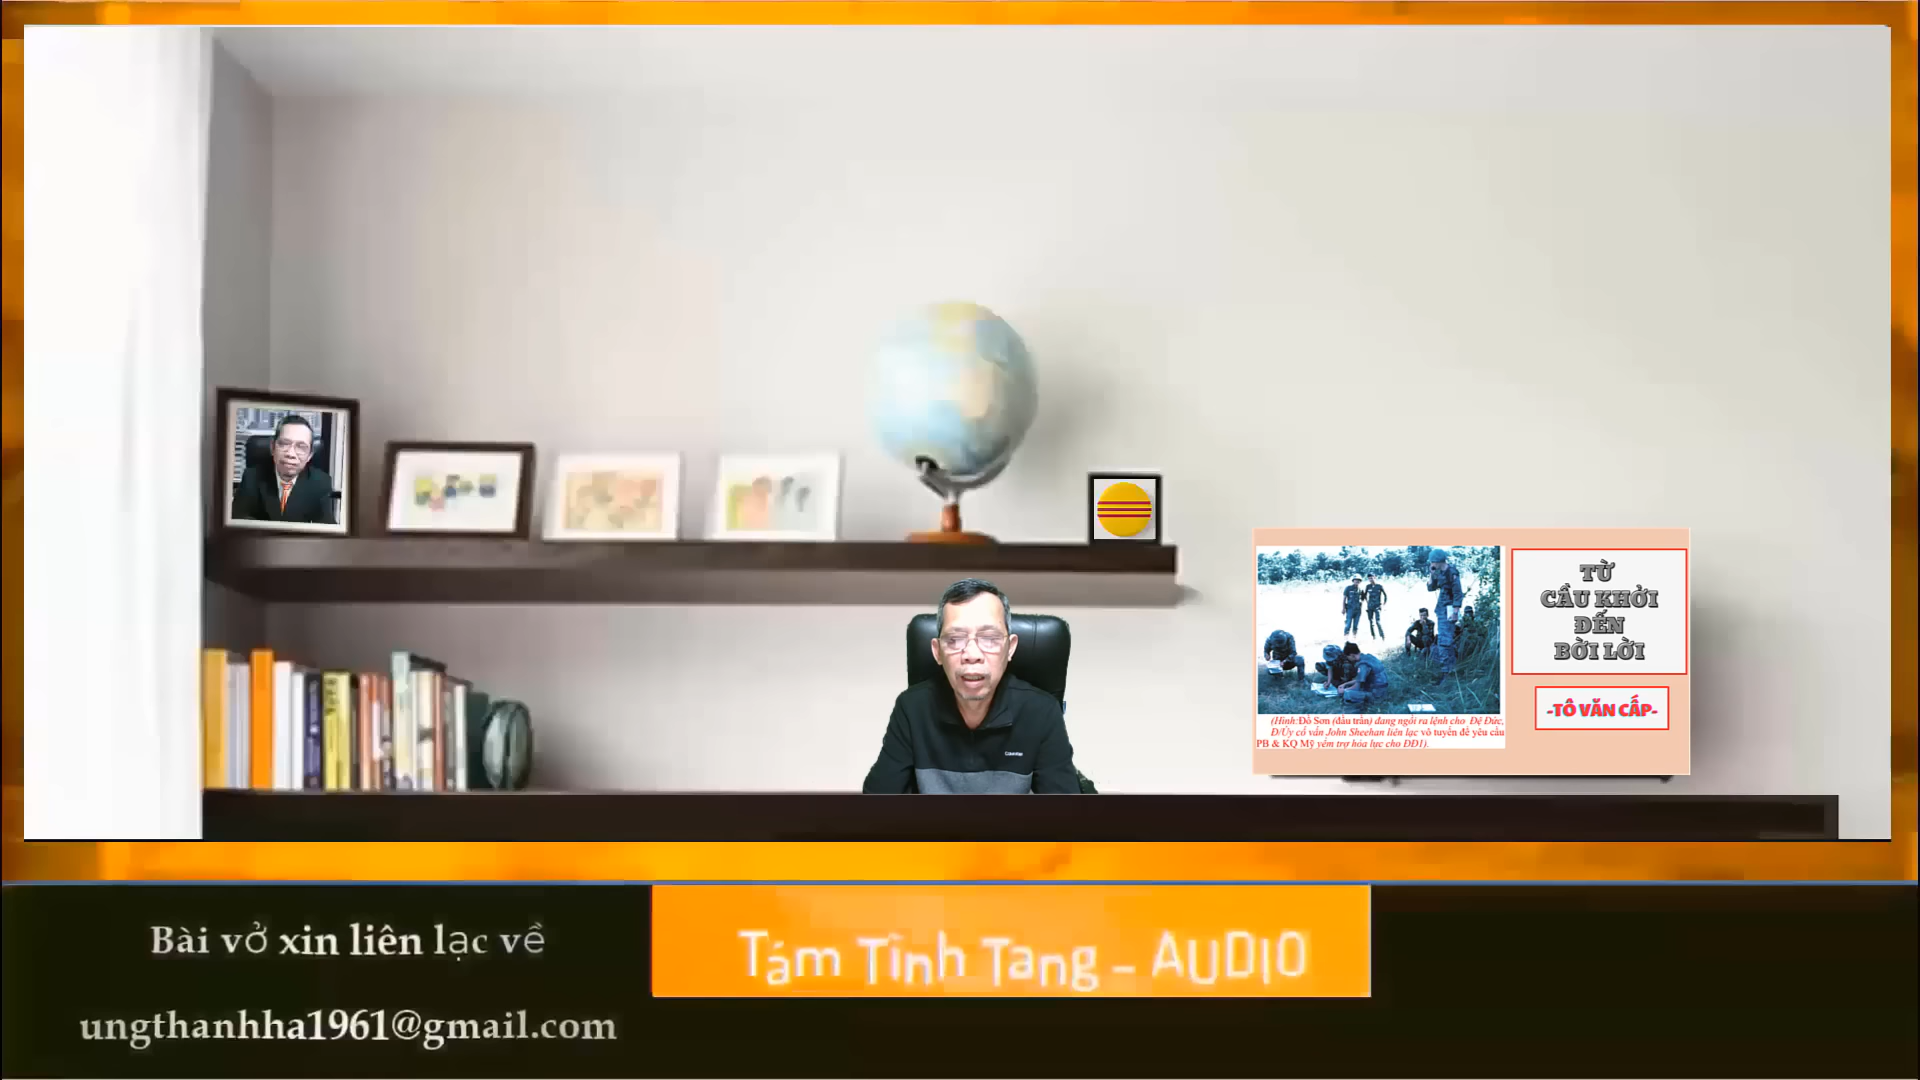 TỪ
CẦU KHỞI
ĐẾN
BỜI LỜI
-TÔ VĂN CẤP-
(Hình:Đồ Sơn (đầu trần) đang ngồi ra lệnh cho Đệ Đức,
Đ/Úy cố vấn John Sheehan liên lạc vô tuyến để yêu cầu
PB & KQ Mỹ yểm trợ hỏa lực cho ĐĐ1).
Bài vở xin liên lạc về
ungthanhha1961@gmail.com
Tám Tình Tang – AUDIO